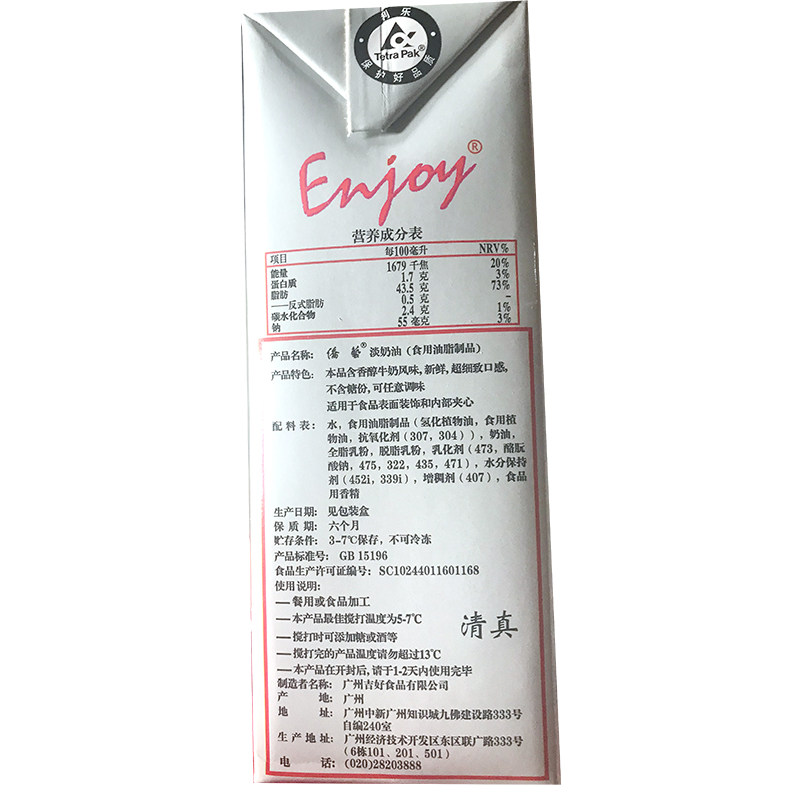 利乐
Tetra Pak®
保护好品质
Enjoy®
营养成分表
项目 每100毫升 NRV%
能量 1679 千焦 20%
蛋白质 1.7 克 3%
脂肪 43.5 克 73%
——反式脂肪 0.5 克 –
碳水化合物 2.4 克 1%
钠 55 毫克 3%
产品名称: 侨艺®淡奶油(食用油脂制品)
产品特色: 本品含香醇牛奶风味,新鲜,超细致口感,
不含糖份,可任意调味
适用于食品表面装饰和内部夹心
配料表: 水,食用油脂制品(氢化植物油,食用植
物油,抗氧化剂(307,304)),奶油,
全脂乳粉,脱脂乳粉,乳化剂(473,酪朊
酸钠,475,322,435,471),水分保持
剂(452i,339i),增稠剂(407),食品
用香精
生产日期: 见包装盒
保质期: 六个月
贮存条件: 3-7℃保存,不可冷冻
产品标准号: GB 15196
食品生产许可证编号: SC10244011601168
使用说明:
—餐用或食品加工
—本产品最佳搅打温度为5-7℃
—搅打时可添加糖或酒等
—搅打完的产品温度请勿超过13℃
—本产品在开封后,请于1-2天内使用完毕
清真
制造者名称: 广州吉好食品有限公司
产地: 广州
地址: 广州中新广州知识城九佛建设路333号
自编240室
生产地址: 广州经济技术开发区东区联广路333号
(6栋101、201、501)
电话: (020)28203888